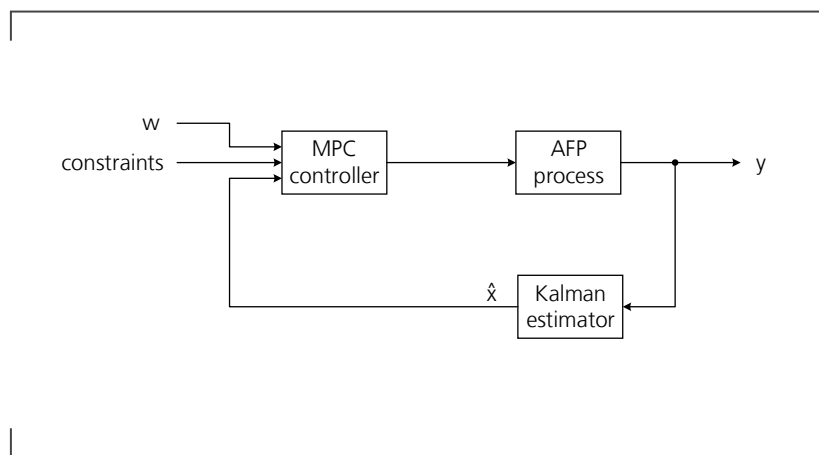 w
constraints
MPC
controller
AFP
process
y
x̂
Kalman
estimator